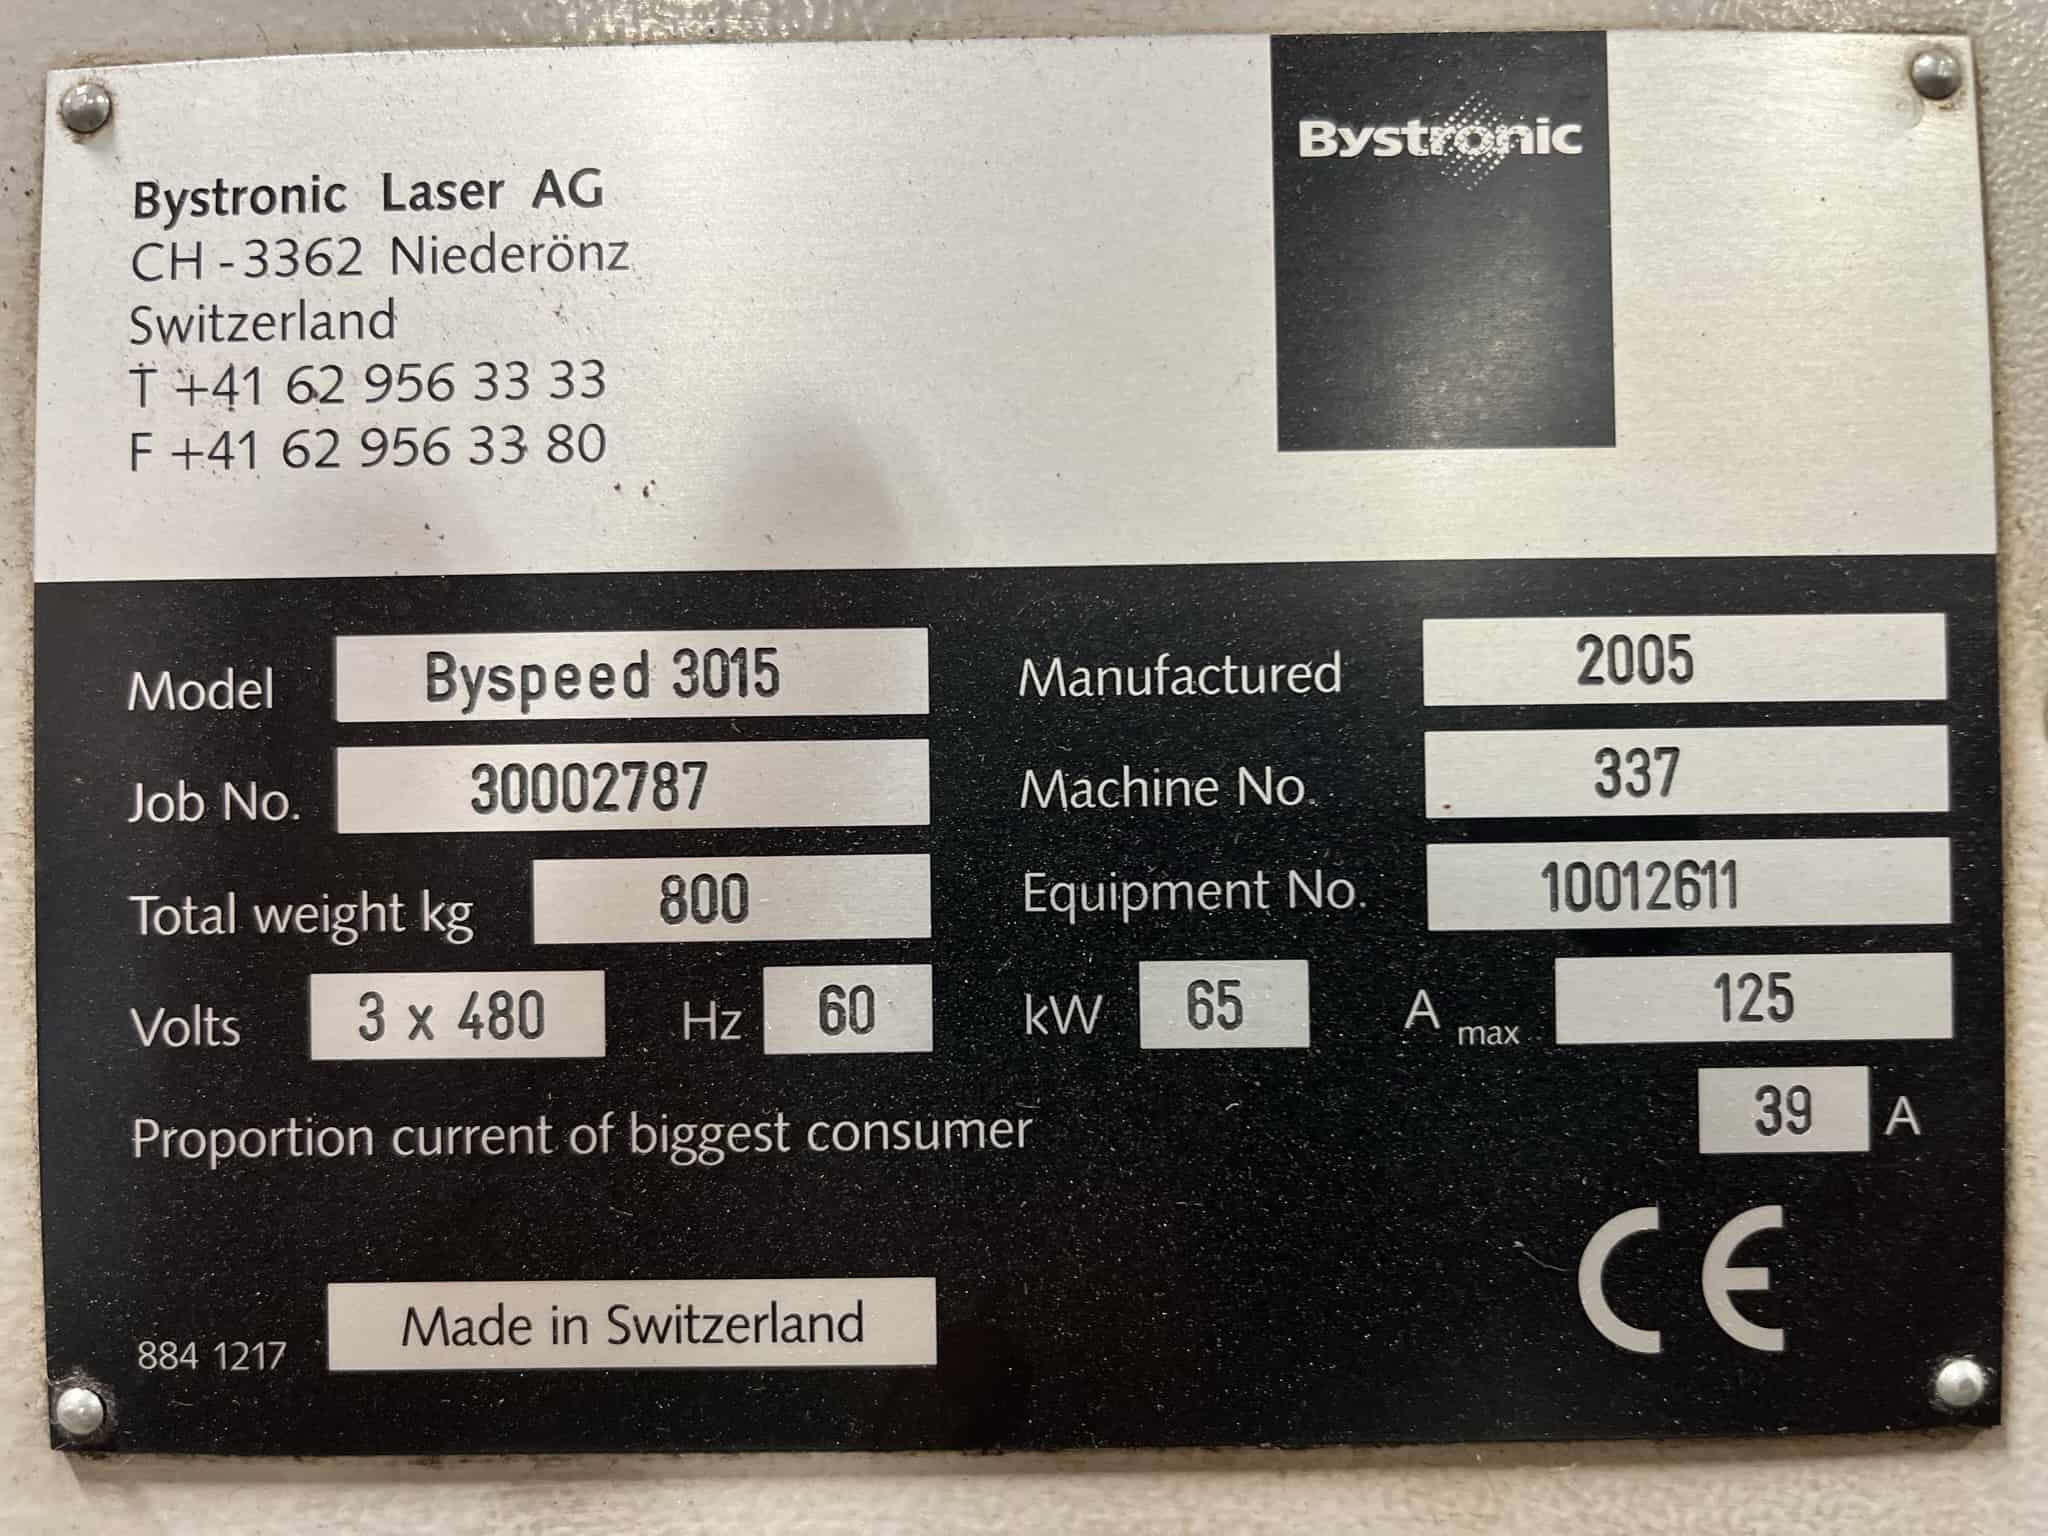 Bystronic
Bystronic Laser AG
CH-3362 Niederönz
Switzerland
T +41 62 956 33 33
F +41 62 956 33 80
Model Byspeed 3015 Manufactured 2005
Job No. 30002787 Machine No. 337
Total weight kg 800 Equipment No. 10012611
Volts 3 x 480 Hz 60 kW 65 A max 125
Proportion current of biggest consumer 39 A
CE
884 1217 Made in Switzerland